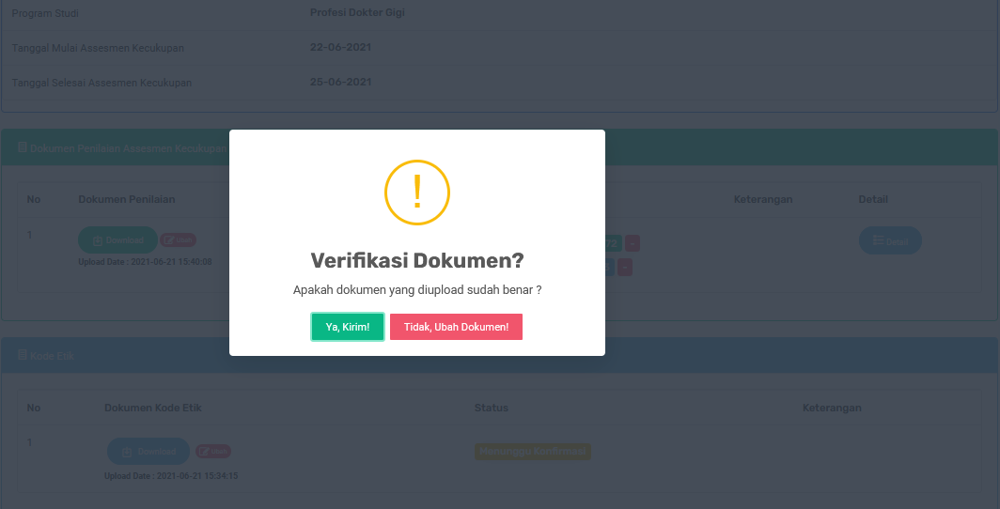 Program Studi Profesi Dokter Gigi
Tanggal Mulai Assesmen Kecukupan 22-06-2021
Tanggal Selesai Assesmen Kecukupan 25-06-2021
Dokumen Penilaian Assesmen Kecukupan
No Dokumen Penilaian Keterangan Detail
1 Download 72 -
Upload Date : 2021-06-21 15:40:08 -
Detail
!
Verifikasi Dokumen?
Apakah dokumen yang diupload sudah benar ?
Ya, Kirim! Tidak, Ubah Dokumen!
Kode Etik
No Dokumen Kode Etik Status Keterangan
1 Download Menunggu Konfirmasi
Upload Date : 2021-06-21 15:34:15